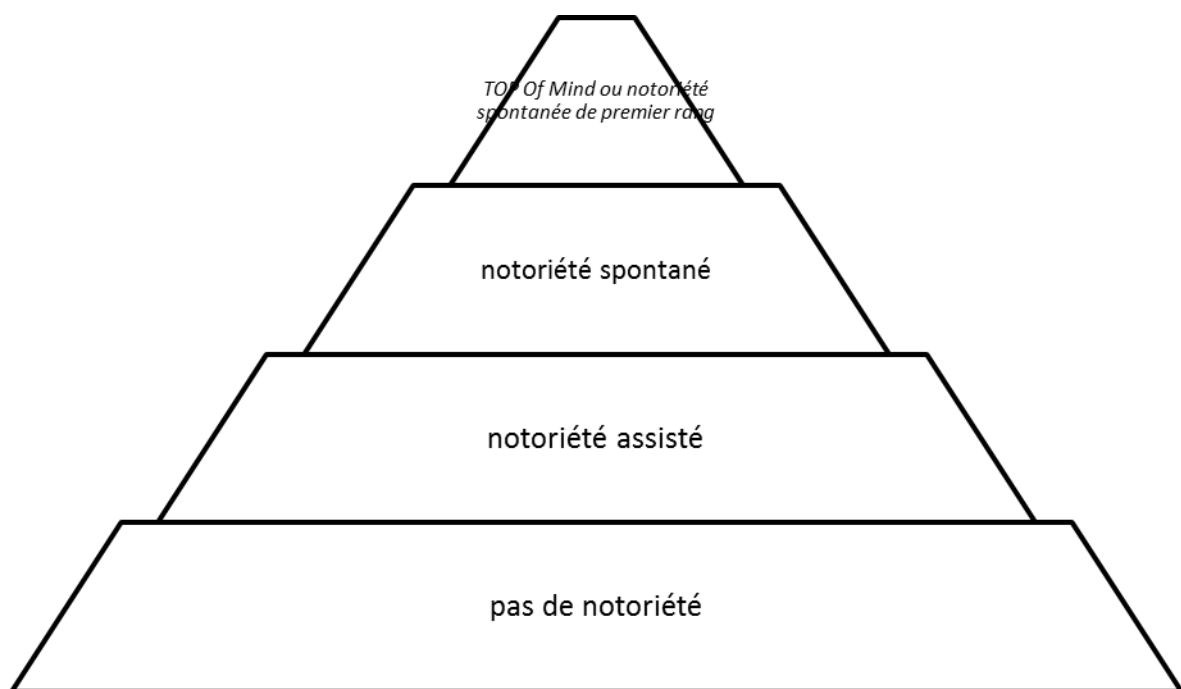 TOP Of Mind ou notoriété
spontanée de premier rang
notoriété spontané
notoriété assisté
pas de notoriété